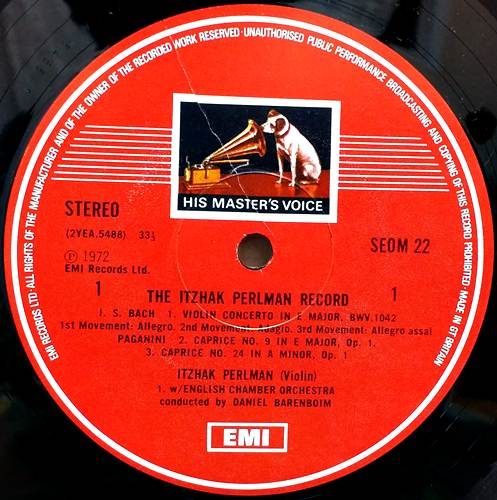 EMI RECORDS LTD · ALL RIGHTS OF THE MANUFACTURER AND OF THE OWNER OF THE RECORDED WORK RESERVED · UNAUTHORISED PUBLIC PERFORMANCE BROADCASTING AND COPYING OF THIS RECORD PROHIBITED · MADE IN GT BRITAIN
HIS MASTER'S VOICE
STEREO
(2YEA.5488) 33⅓
SEOM 22
Ⓟ 1972
EMI Records Ltd.
1 THE ITZHAK PERLMAN RECORD 1
J. S. BACH 1. VIOLIN CONCERTO IN E MAJOR, BWV.1042
1st Movement: Allegro. 2nd Movement: Adagio. 3rd Movement: Allegro assai
PAGANINI 2. CAPRICE NO. 9 IN E MAJOR, Op. 1.
3. CAPRICE NO. 24 IN A MINOR, Op. 1
ITZHAK PERLMAN (Violin)
1. w/ENGLISH CHAMBER ORCHESTRA
conducted by DANIEL BARENBOIM
EMI